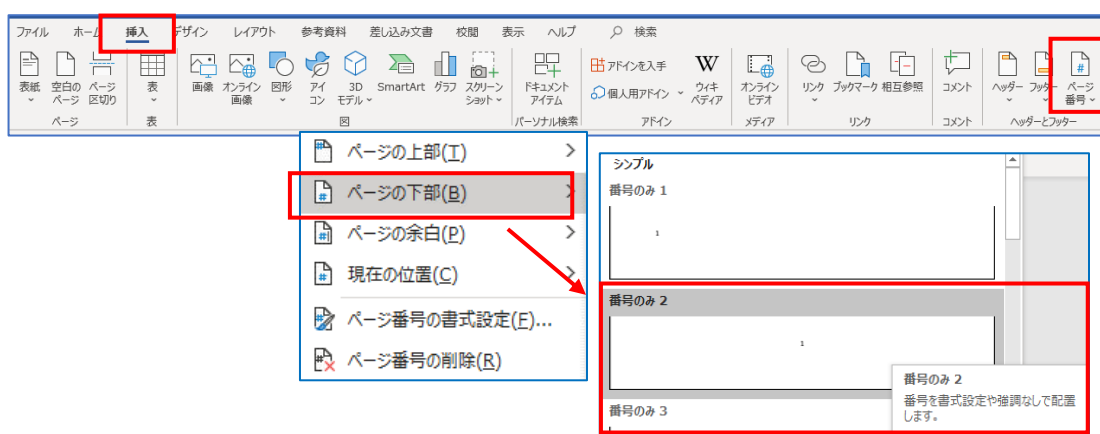 ファイル ホーム 挿入 デザイン レイアウト 参考資料 差し込み文書 校閲 表示 ヘルプ 検索
表紙 空白のページ ページ区切り 表 画像 オンライン画像 図形 アイコン 3Dモデル SmartArt グラフ スクリーンショット ドキュメントアイテム アドインを入手 個人用アドイン W ウィキペディア オンラインビデオ リンク ブックマーク 相互参照 コメント ヘッダー フッター ページ番号
ページ 表 図 パーソナル検索 アドイン メディア リンク コメント ヘッダーとフッター
ページの上部(T)
ページの下部(B)
ページの余白(P)
現在の位置(C)
ページ番号の書式設定(F)...
ページ番号の削除(R)
シンプル
番号のみ 1
1
番号のみ 2
1
番号のみ 2
番号を書式設定や強調なしで配置
します。
番号のみ 3